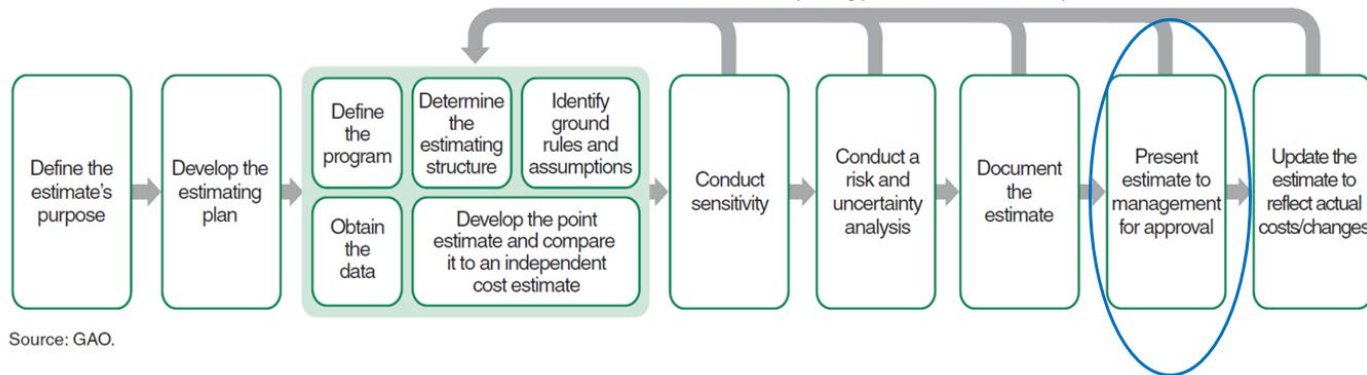 Define the
estimate's
purpose
Develop the
estimating
plan
Define
the
program
Determine
the
estimating
structure
Identify
ground
rules and
assumptions
Obtain
the
data
Develop the point
estimate and compare
it to an independent
cost estimate
Conduct
sensitivity
Conduct a
risk and
uncertainty
analysis
Document
the
estimate
Present
estimate to
management
for approval
Update the
estimate to
reflect actual
costs/changes
Source: GAO.